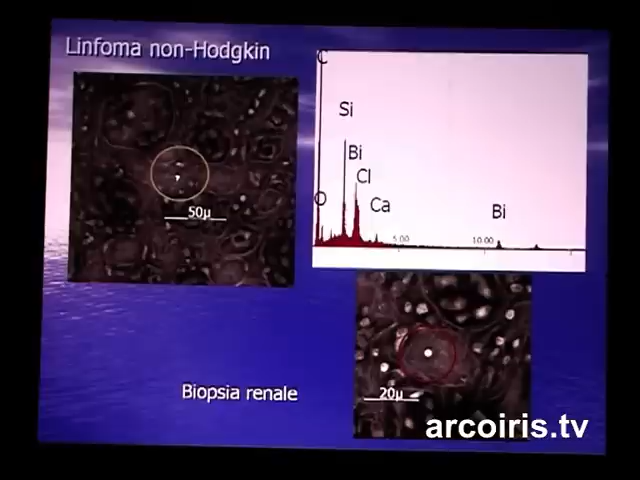 Linfoma non-Hodgkin
C
Si
Bi
Cl
O
Ca
Bi
5.00
10.00
50µ
20µ
Biopsia renale
arcoiris.tv